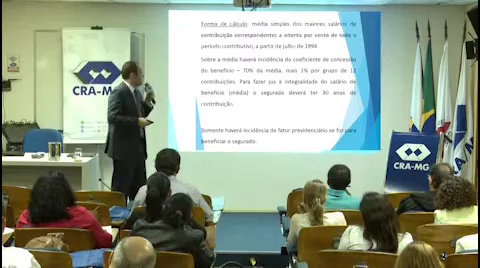 Forma de cálculo: média simples dos maiores salários de
contribuição correspondentes a oitenta por cento de todo o
período contributivo, a partir de julho de 1994
Sobre a média haverá incidência do coeficiente de concessão
do benefício – 70% da média, mais 1% por grupo de 12
contribuições. Para fazer jus à integralidade do salário de
benefício (média) o segurado deverá ter 30 anos de
contribuição.
Somente haverá incidência de fator previdenciário se for para
beneficiar o segurado.
CRA-MG
CRA-MG